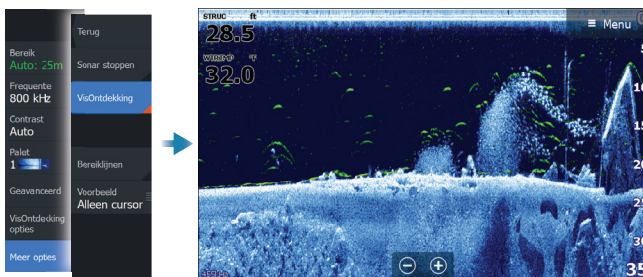 Bereik
Auto: 25m
Frequente
800 kHz
Contrast
Auto
Palet
1
Geavanceerd
VisOntdekking
opties
Meer opties
Terug
Sonar stoppen
VisOntdekking
Bereiklijnen
Voorbeeld
Alleen cursor
STRUC ft
28.5
WTRTMP °F
32.0
≡ Menu
5
10
15
20
25
30
35